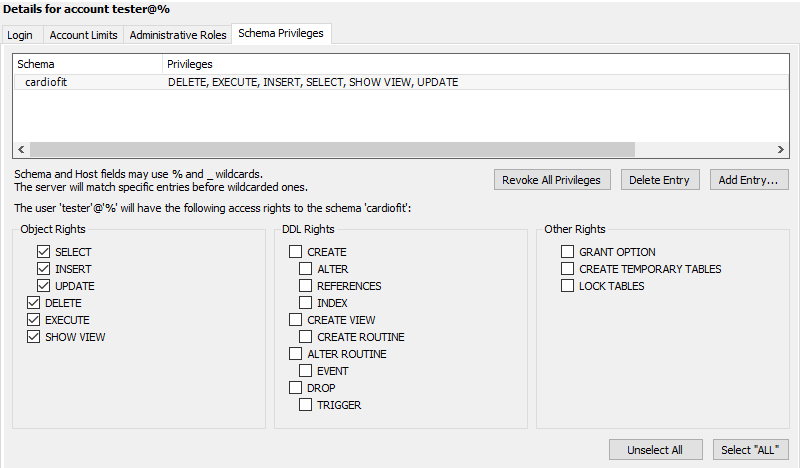 Details for account tester@%
Login Account Limits Administrative Roles Schema Privileges
Schema Privileges
cardiofit DELETE, EXECUTE, INSERT, SELECT, SHOW VIEW, UPDATE
Schema and Host fields may use % and _ wildcards.
The server will match specific entries before wildcarded ones.
Revoke All Privileges Delete Entry Add Entry...
The user 'tester'@'%' will have the following access rights to the schema 'cardiofit':
Object Rights
SELECT
INSERT
UPDATE
DELETE
EXECUTE
SHOW VIEW
DDL Rights
CREATE
ALTER
REFERENCES
INDEX
CREATE VIEW
CREATE ROUTINE
ALTER ROUTINE
EVENT
DROP
TRIGGER
Other Rights
GRANT OPTION
CREATE TEMPORARY TABLES
LOCK TABLES
Unselect All Select "ALL"